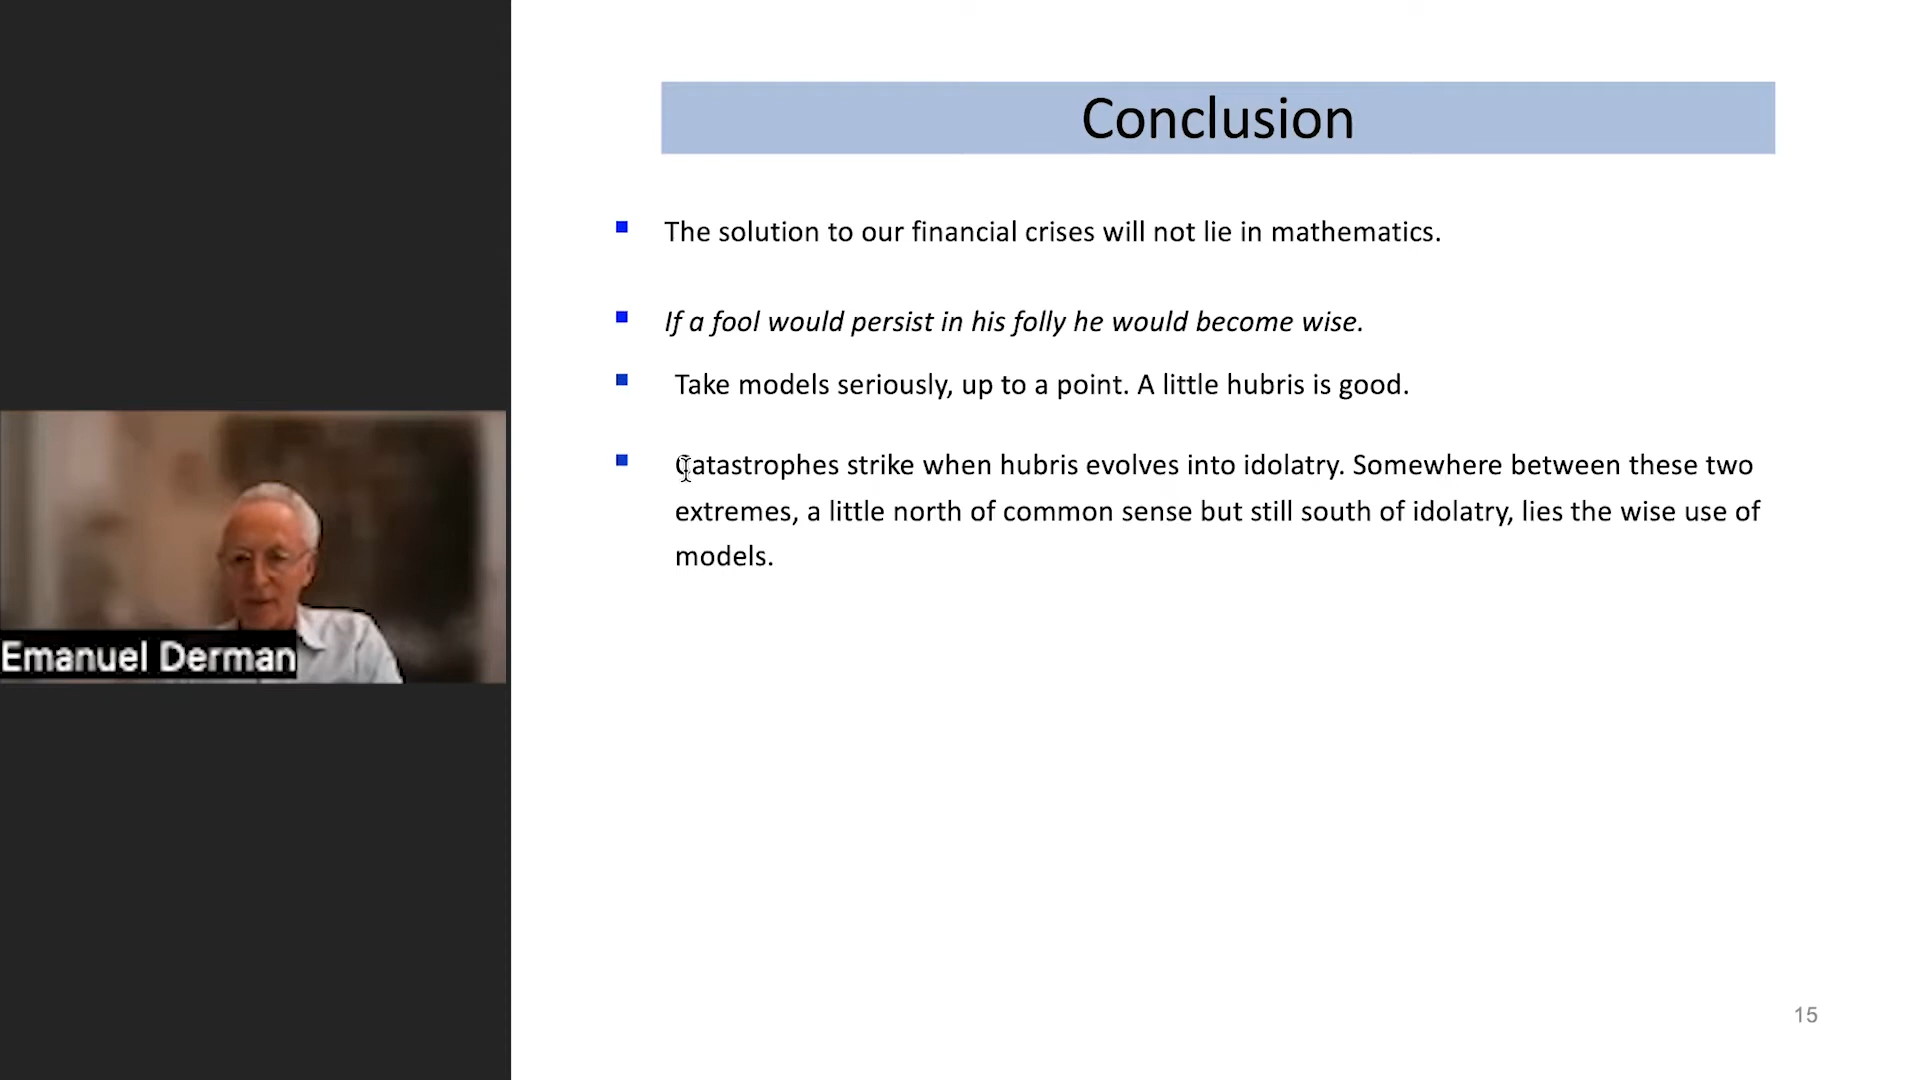 Conclusion
The solution to our financial crises will not lie in mathematics.
If a fool would persist in his folly he would become wise.
Take models seriously, up to a point. A little hubris is good.
Catastrophes strike when hubris evolves into idolatry. Somewhere between these two
extremes, a little north of common sense but still south of idolatry, lies the wise use of
models.
Emanuel Derman
15